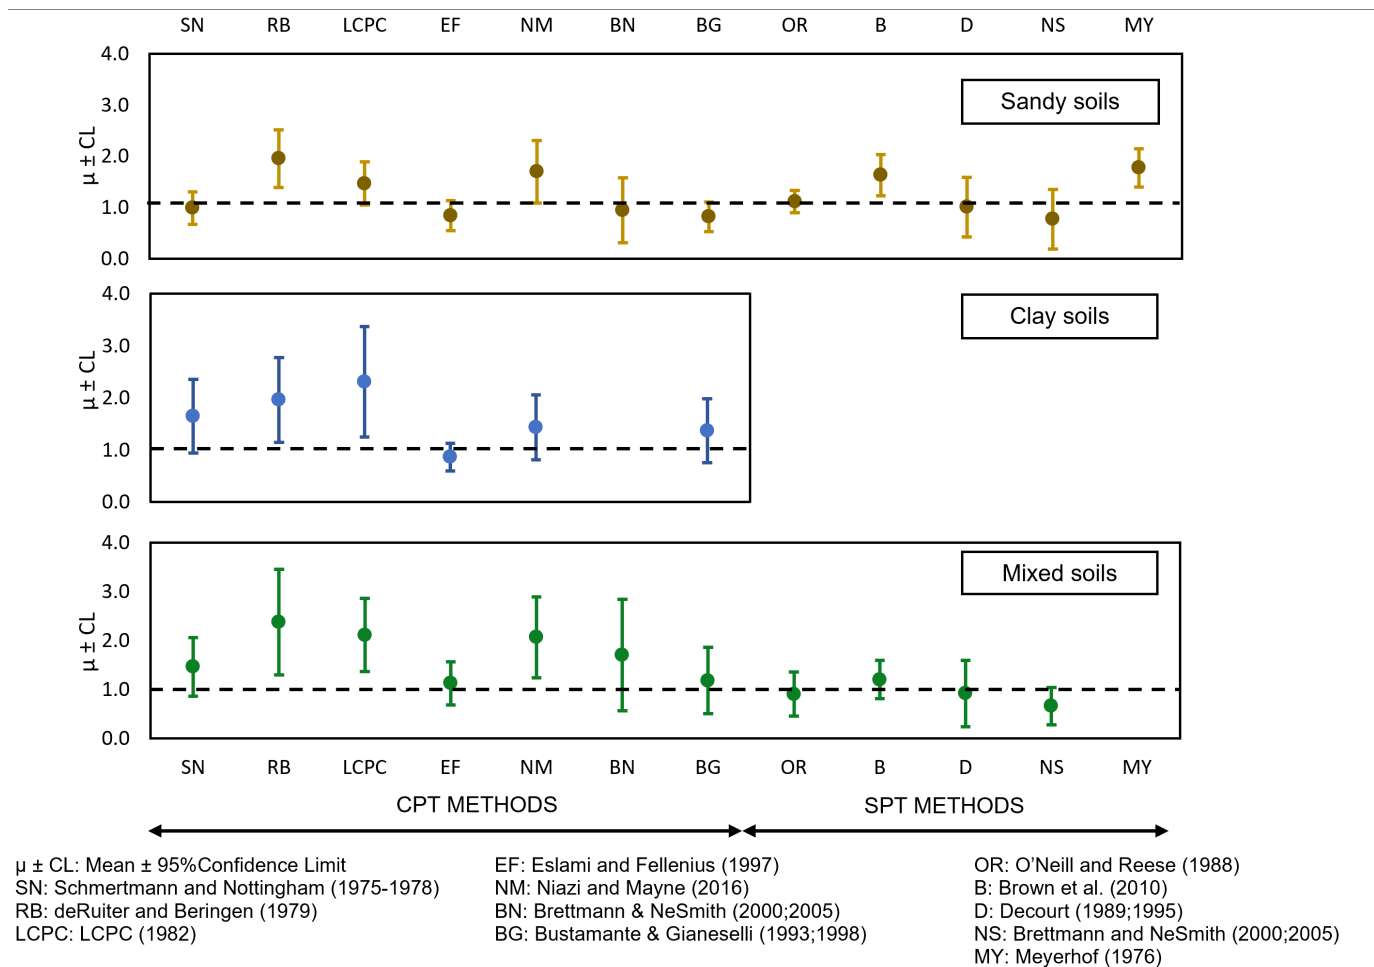 SN RB LCPC EF NM BN BG OR B D NS MY
4.0
3.0
2.0
1.0
0.0
μ ± CL
Sandy soils
4.0
3.0
2.0
1.0
0.0
μ ± CL
Clay soils
4.0
3.0
2.0
1.0
0.0
μ ± CL
Mixed soils
SN RB LCPC EF NM BN BG OR B D NS MY
CPT METHODS SPT METHODS
μ ± CL: Mean ± 95%Confidence Limit
SN: Schmertmann and Nottingham (1975-1978)
RB: deRuiter and Beringen (1979)
LCPC: LCPC (1982)
EF: Eslami and Fellenius (1997)
NM: Niazi and Mayne (2016)
BN: Brettmann & NeSmith (2000;2005)
BG: Bustamante & Gianeselli (1993;1998)
OR: O’Neill and Reese (1988)
B: Brown et al. (2010)
D: Decourt (1989;1995)
NS: Brettmann and NeSmith (2000;2005)
MY: Meyerhof (1976)